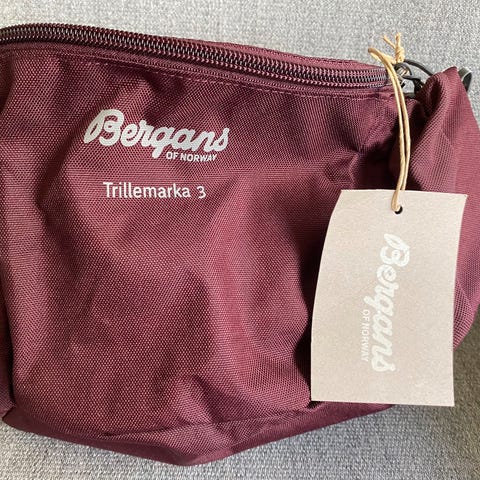 Bergans
OF NORWAY
Trillemarka 3
Bergans
OF NORWAY